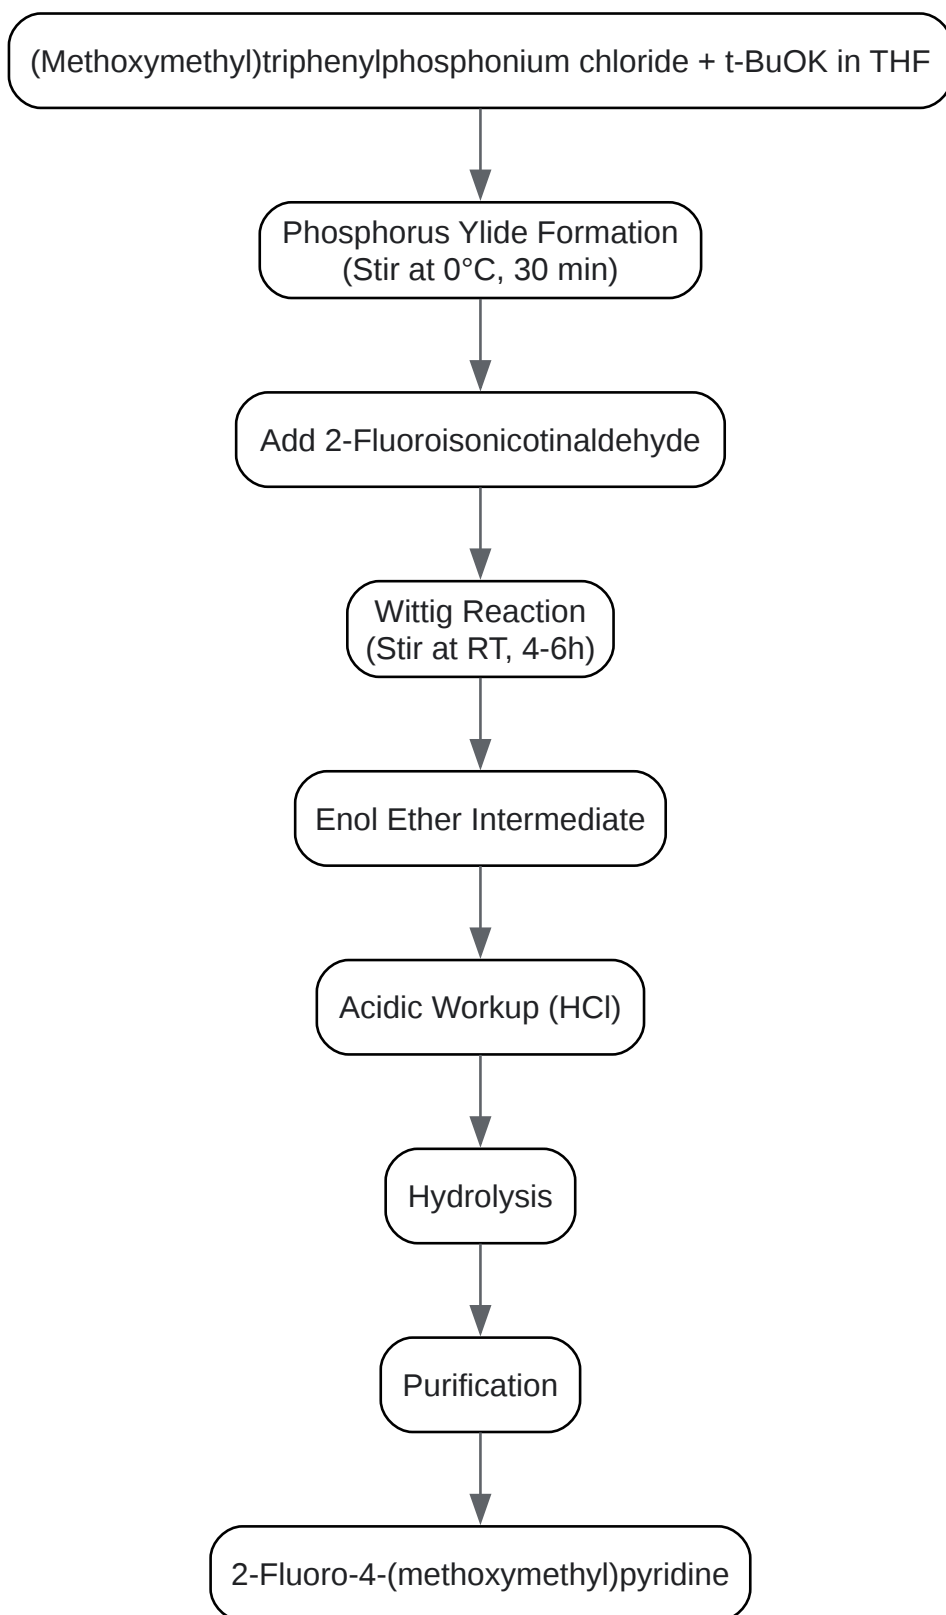 (Methoxymethyl)triphenylphosphonium chloride + t-BuOK in THF
Phosphorus Ylide Formation
(Stir at 0°C, 30 min)
Add 2-Fluoroisonicotinaldehyde
Wittig Reaction
(Stir at RT, 4-6h)
Enol Ether Intermediate
Acidic Workup (HCl)
Hydrolysis
Purification
2-Fluoro-4-(methoxymethyl)pyridine